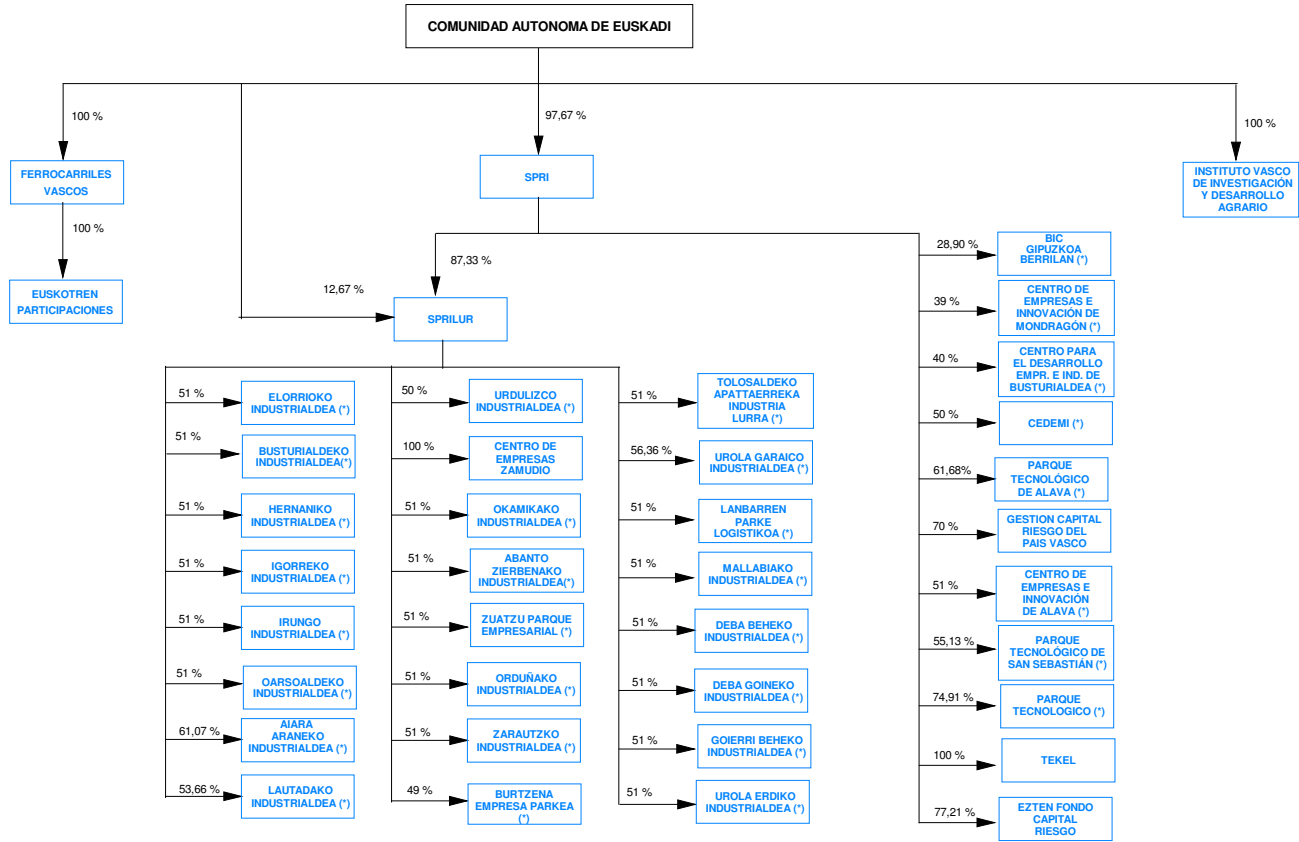 COMUNIDAD AUTONOMA DE EUSKADI
100 %
97,67 %
100 %
FERROCARRILES
VASCOS
SPRI
INSTITUTO VASCO
DE INVESTIGACIÓN
Y DESARROLLO
AGRARIO
100 %
EUSKOTREN
PARTICIPACIONES
87,33 %
12,67 %
SPRILUR
51 %
ELORRIOKO
INDUSTRIALDEA (*)
51 %
BUSTURIALDEKO
INDUSTRIALDEA(*)
51 %
HERNANIKO
INDUSTRIALDEA (*)
51 %
IGORREKO
INDUSTRIALDEA (*)
51 %
IRUNGO
INDUSTRIALDEA (*)
51 %
OARSOALDEKO
INDUSTRIALDEA (*)
61,07 %
AIARA
ARANEKO
INDUSTRIALDEA (*)
53,66 %
LAUTADAKO
INDUSTRIALDEA (*)
50 %
URDULIZCO
INDUSTRIALDEA (*)
100 %
CENTRO DE
EMPRESAS
ZAMUDIO
51 %
OKAMIKAKO
INDUSTRIALDEA (*)
51 %
ABANTO
ZIERBENAKO
INDUSTRIALDEA(*)
51 %
ZUATZU PARQUE
EMPRESARIAL (*)
51 %
ORDUÑAKO
INDUSTRIALDEA (*)
51 %
ZARAUTZKO
INDUSTRIALDEA (*)
49 %
BURTZENA
EMPRESA PARKEA
(*)
51 %
TOLOSALDEKO
APATTAERREKA
INDUSTRIA
LURRA (*)
56,36 %
UROLA GARAICO
INDUSTRIALDEA (*)
51 %
LANBARREN
PARKE
LOGISTIKOA (*)
51 %
MALLABIAKO
INDUSTRIALDEA (*)
51 %
DEBA BEHEKO
INDUSTRIALDEA (*)
51 %
DEBA GOINEKO
INDUSTRIALDEA (*)
51 %
GOIERRI BEHEKO
INDUSTRIALDEA (*)
51 %
UROLA ERDIKO
INDUSTRIALDEA (*)
28,90 %
BIC
GIPUZKOA
BERRILAN (*)
39 %
CENTRO DE
EMPRESAS E
INNOVACIÓN DE
MONDRAGÓN (*)
40 %
CENTRO PARA
EL DESARROLLO
EMPR. E IND. DE
BUSTURIALDEA (*)
50 %
CEDEMI (*)
61,68%
PARQUE
TECNOLÓGICO
DE ALAVA (*)
70 %
GESTION CAPITAL
RIESGO DEL
PAIS VASCO
51 %
CENTRO DE
EMPRESAS E
INNOVACIÓN
DE ALAVA (*)
55,13 %
PARQUE
TECNOLÓGICO DE
SAN SEBASTIÁN (*)
74,91 %
PARQUE
TECNOLOGICO (*)
100 %
TEKEL
77,21 %
EZTEN FONDO
CAPITAL
RIESGO